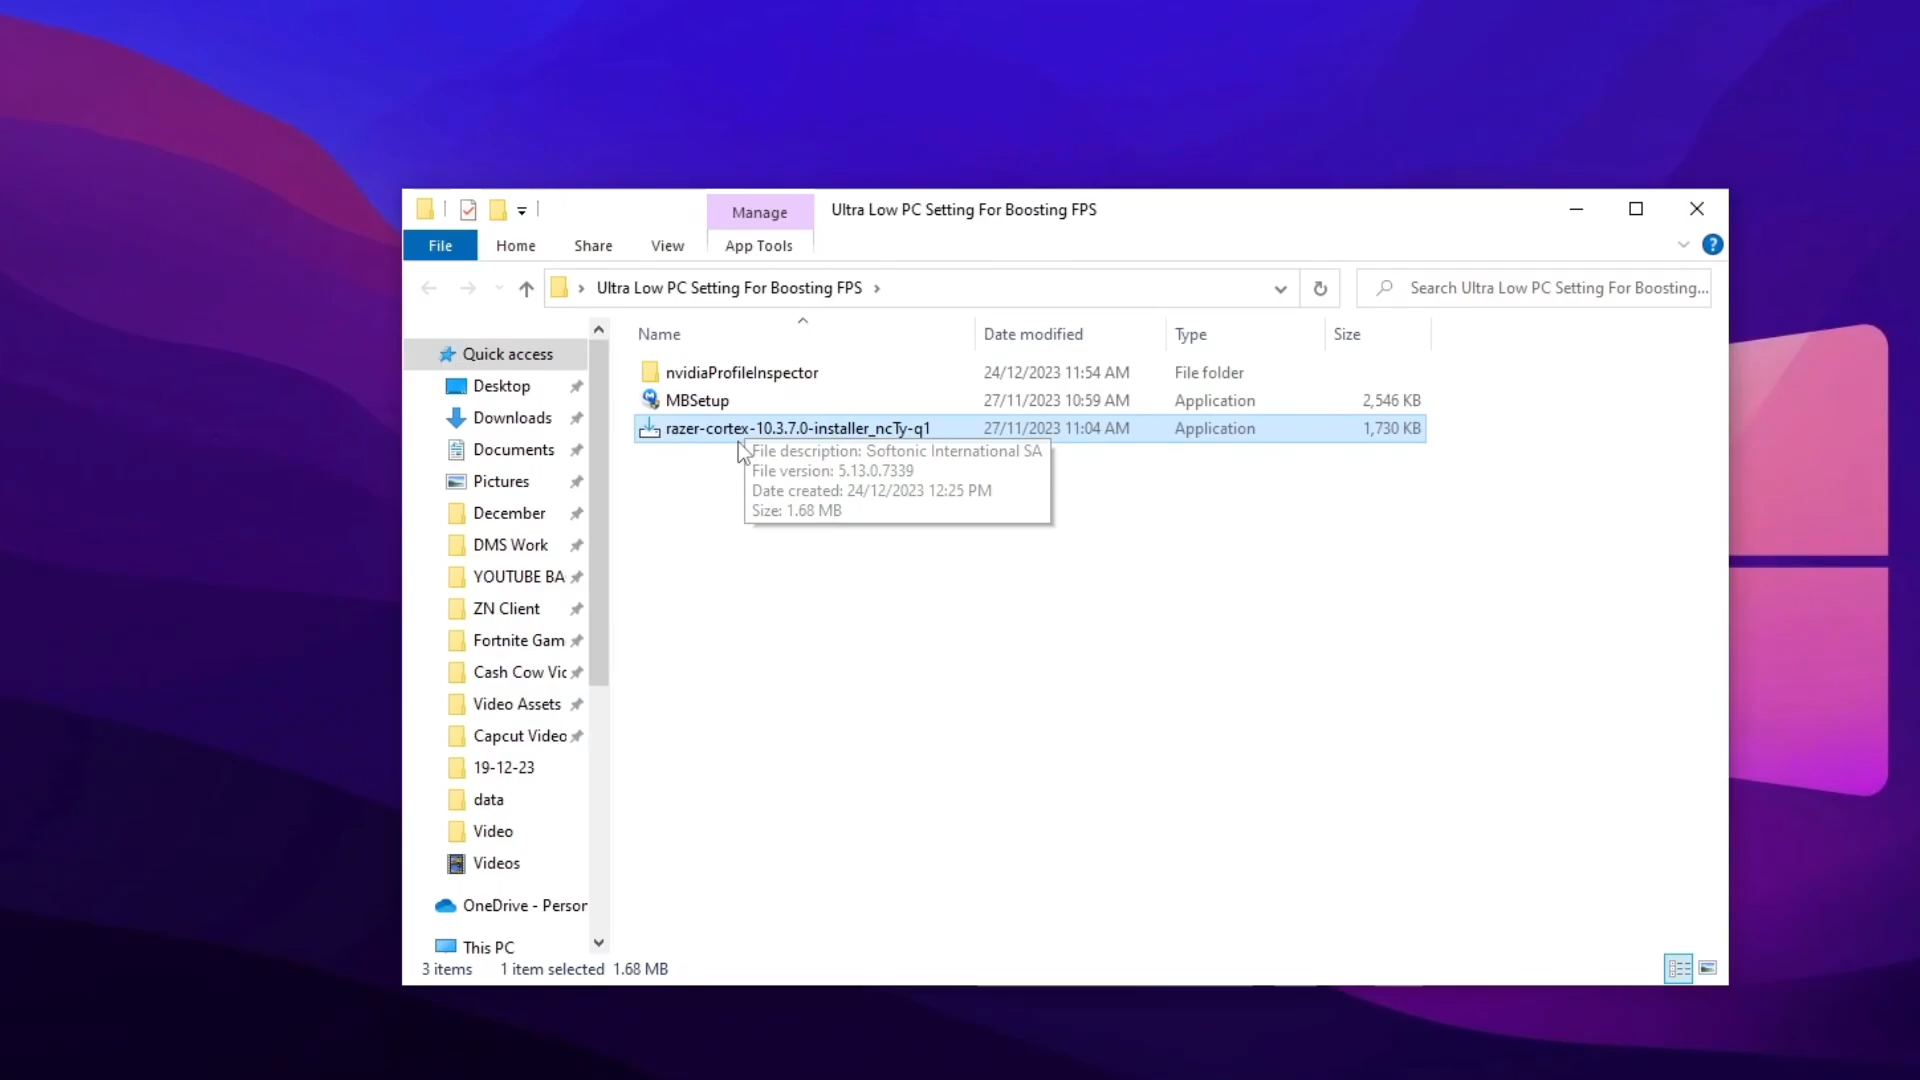 Manage
Ultra Low PC Setting For Boosting FPS
File
Home
Share
View
App Tools
Ultra Low PC Setting For Boosting FPS
Search Ultra Low PC Setting For Boosting...
Name
Date modified
Type
Size
Quick access
Desktop
Downloads
Documents
Pictures
December
DMS Work
YOUTUBE BA
ZN Client
Fortnite Gam
Cash Cow Vic
Video Assets
Capcut Video
19-12-23
data
Video
Videos
OneDrive - Person
This PC
nvidiaProfileInspector 24/12/2023 11:54 AM File folder
MBSetup 27/11/2023 10:59 AM Application 2,546 KB
razer-cortex-10.3.7.0-installer_ncTy-q1 27/11/2023 11:04 AM Application 1,730 KB
File description: Softonic International SA
File version: 5.13.0.7339
Date created: 24/12/2023 12:25 PM
Size: 1.68 MB
3 items 1 item selected 1.68 MB